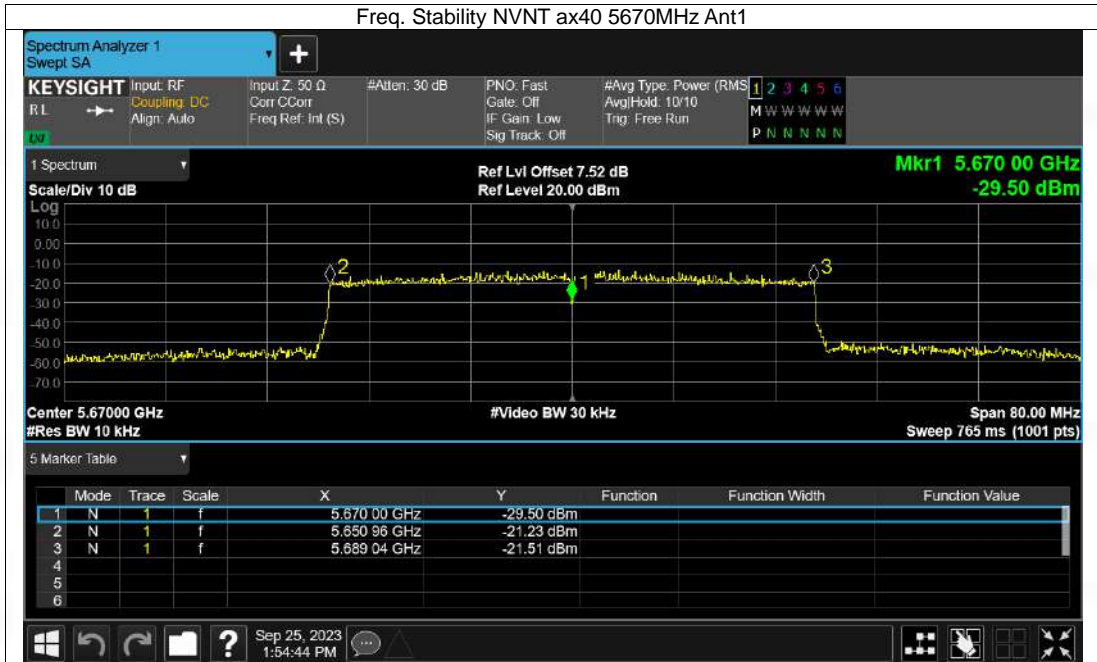 Freq. Stability NVNT ax40 5670MHz Ant1
Spectrum Analyzer 1
Swept SA
+
KEYSIGHT
RL
LXI
Input: RF
Coupling: DC
Align: Auto
Input Z: 50 Ω
Corr CCorr
Freq Ref: Int (S)
#Atten: 30 dB
PNO: Fast
Gate: Off
IF Gain: Low
Sig Track: Off
#Avg Type: Power (RMS
Avg|Hold: 10/10
Trig: Free Run
1 2 3 4 5 6
M W W W W W
P N N N N N
1 Spectrum
Scale/Div 10 dB
Ref Lvl Offset 7.52 dB
Ref Level 20.00 dBm
Mkr1 5.670 00 GHz
-29.50 dBm
Log
10.0
0.00
-10.0
-20.0
-30.0
-40.0
-50.0
-60.0
-70.0
2
1
3
Center 5.67000 GHz
#Res BW 10 kHz
#Video BW 30 kHz
Span 80.00 MHz
Sweep 765 ms (1001 pts)
5 Marker Table
Mode Trace Scale X Y Function Function Width Function Value
1 N 1 f 5.670 00 GHz -29.50 dBm
2 N 1 f 5.650 96 GHz -21.23 dBm
3 N 1 f 5.689 04 GHz -21.51 dBm
4
5
6
?
Sep 25, 2023
1:54:44 PM